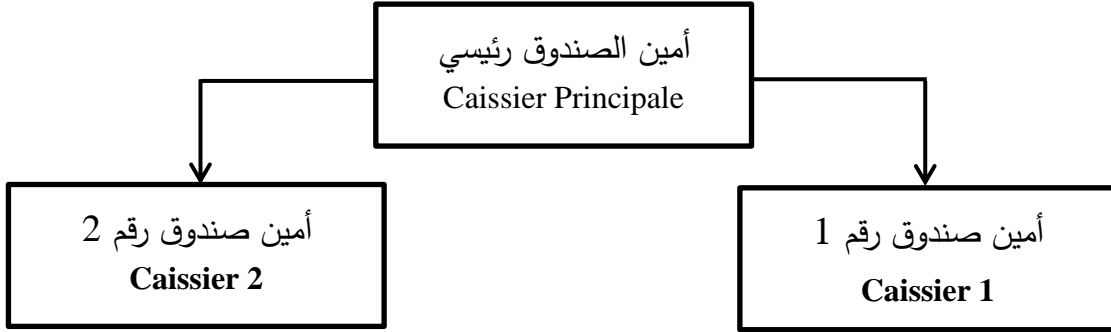 أمين الصندوق رئيسي
Caissier Principale
أمين صندوق رقم 1
Caissier 1
أمين صندوق رقم 2
Caissier 2